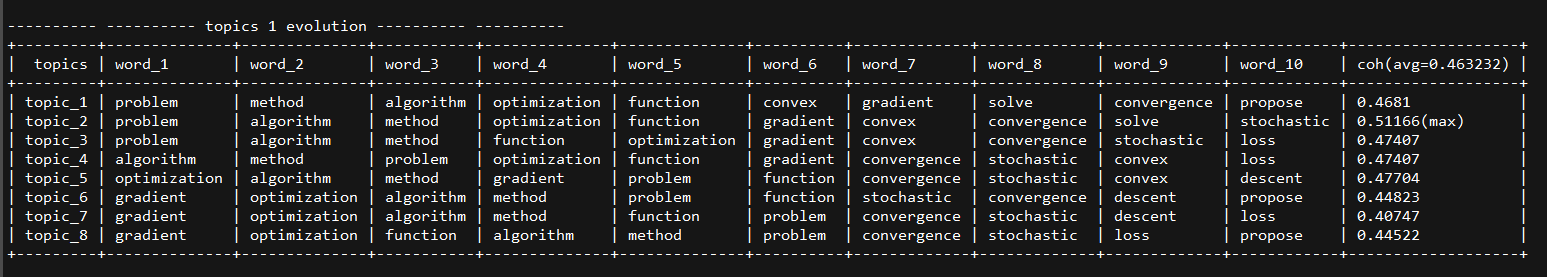 ---------- ---------- topics 1 evolution ---------- ----------
+---------+--------------+--------------+-----------+--------------+--------------+----------+-------------+-------------+-------------+------------+-------------------+
|  topics | word_1       | word_2       | word_3    | word_4       | word_5       | word_6   | word_7      | word_8      | word_9      | word_10    | coh(avg=0.463232) |
+---------+--------------+--------------+-----------+--------------+--------------+----------+-------------+-------------+-------------+------------+-------------------+
| topic_1 | problem      | method       | algorithm | optimization | function     | convex   | gradient    | solve       | convergence | propose    | 0.4681            |
| topic_2 | problem      | algorithm    | method    | optimization | function     | gradient | convex      | convergence | solve       | stochastic | 0.51166(max)      |
| topic_3 | problem      | algorithm    | method    | function     | optimization | gradient | convex      | convergence | stochastic  | loss       | 0.47407           |
| topic_4 | algorithm    | method       | problem   | optimization | function     | gradient | convergence | stochastic  | convex      | loss       | 0.47407           |
| topic_5 | optimization | algorithm    | method    | gradient     | problem      | function | convergence | stochastic  | convex      | descent    | 0.47704           |
| topic_6 | gradient     | optimization | algorithm | method       | problem      | function | stochastic  | convergence | descent     | propose    | 0.44823           |
| topic_7 | gradient     | optimization | algorithm | method       | function     | problem  | convergence | stochastic  | descent     | loss       | 0.40747           |
| topic_8 | gradient     | optimization | function  | algorithm    | method       | problem  | convergence | stochastic  | loss        | propose    | 0.44522           |
+---------+--------------+--------------+-----------+--------------+--------------+----------+-------------+-------------+-------------+------------+-------------------+